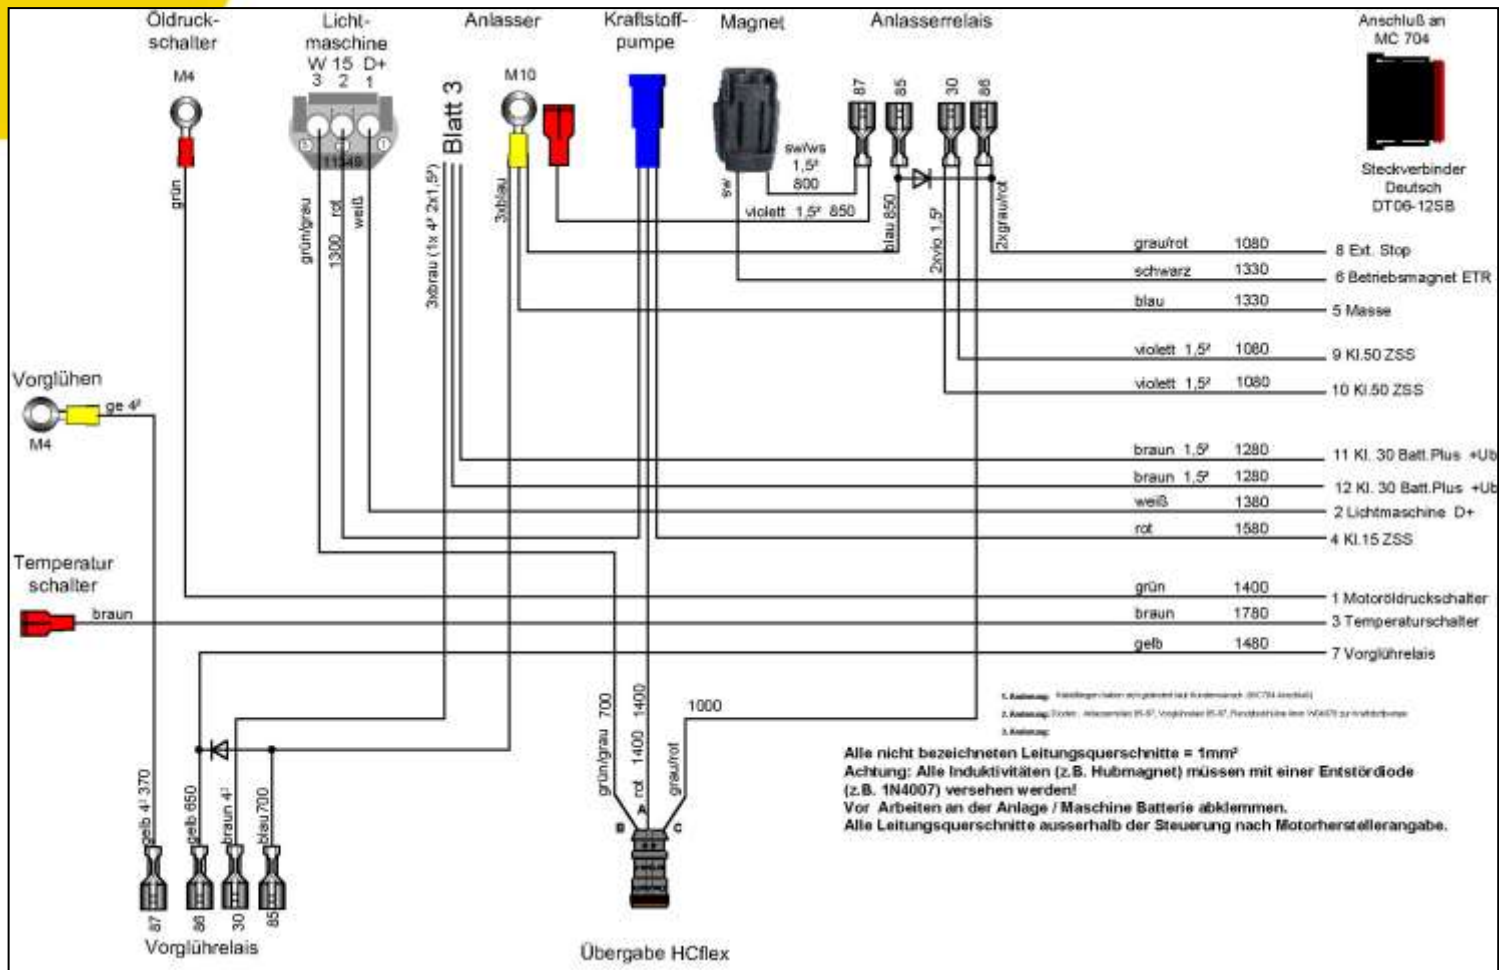 Öldruck-
schalter
Licht-
maschine
Anlasser
Kraftstoff-
pumpe
Magnet
Anlasserrelais
Anschluß an
MC 704
M4
W 15 D+
3 2 1
Blatt 3
M10
87
85
30
86
11349
sw/ws
1,5²
800
sw
violett 1,5² 850
Steckverbinder
Deutsch
DT06-12SB
grün
grün/grau
1300 rot
weiß
3xbrau (1x 4² 2x1,5²)
3xblau
blau 850
2xvio 1,5²
2xgrau/rot
grau/rot 1080 8 Ext. Stop
schwarz 1330 6 Betriebsmagnet ETR
blau 1330 5 Masse
violett 1,5² 1080 9 Kl.50 ZSS
violett 1,5² 1080 10 Kl.50 ZSS
Vorglühen
ge 4²
M4
braun 1,5² 1280 11 Kl. 30 Batt.Plus +Ub
braun 1,5² 1280 12 Kl. 30 Batt.Plus +Ub
weiß 1380 2 Lichtmaschine D+
rot 1580 4 Kl.15 ZSS
Temperatur
schalter
braun
grün 1400 1 Motoröldruckschalter
braun 1780 3 Temperaturschalter
gelb 1480 7 Vorglührelais
grün/grau 700
rot 1400 1400
grau/rot
1000
1. Änderung:
2. Änderung:
3. Änderung:
Alle nicht bezeichneten Leitungsquerschnitte = 1mm²
Achtung: Alle Induktivitäten (z.B. Hubmagnet) müssen mit einer Entstördiode
(z.B. 1N4007) versehen werden!
Vor Arbeiten an der Anlage / Maschine Batterie abklemmen.
Alle Leitungsquerschnitte ausserhalb der Steuerung nach Motorherstellerangabe.
gelb 4² 370
gelb 650
braun 4²
blau700
A
B
C
87
86
30
85
Vorglührelais
Übergabe HCflex